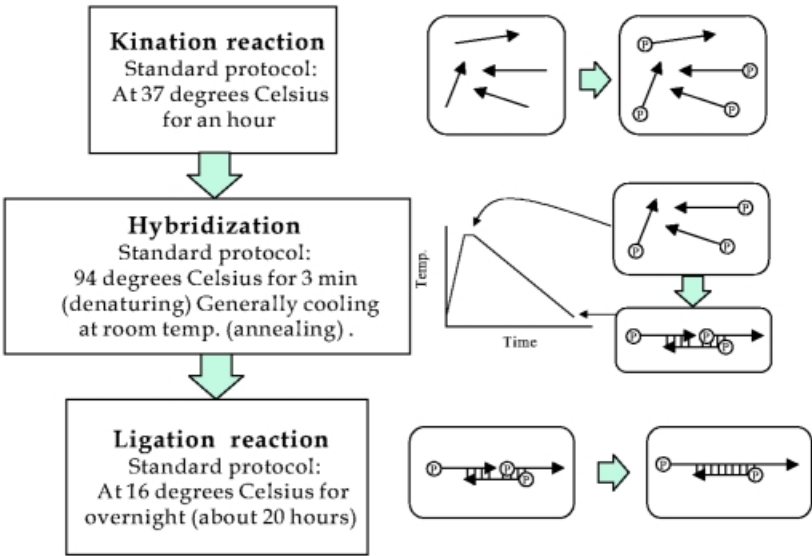 Kination reaction
Standard protocol:
At 37 degrees Celsius
for an hour
P
P
P
P
Hybridization
Standard protocol:
94 degrees Celsius for 3 min
(denaturing) Generally cooling
at room temp. (annealing) .
Temp.
Time
P
P
P
P
P
P
Ligation reaction
Standard protocol:
At 16 degrees Celsius for
overnight (about 20 hours)
P
P
P
P
P